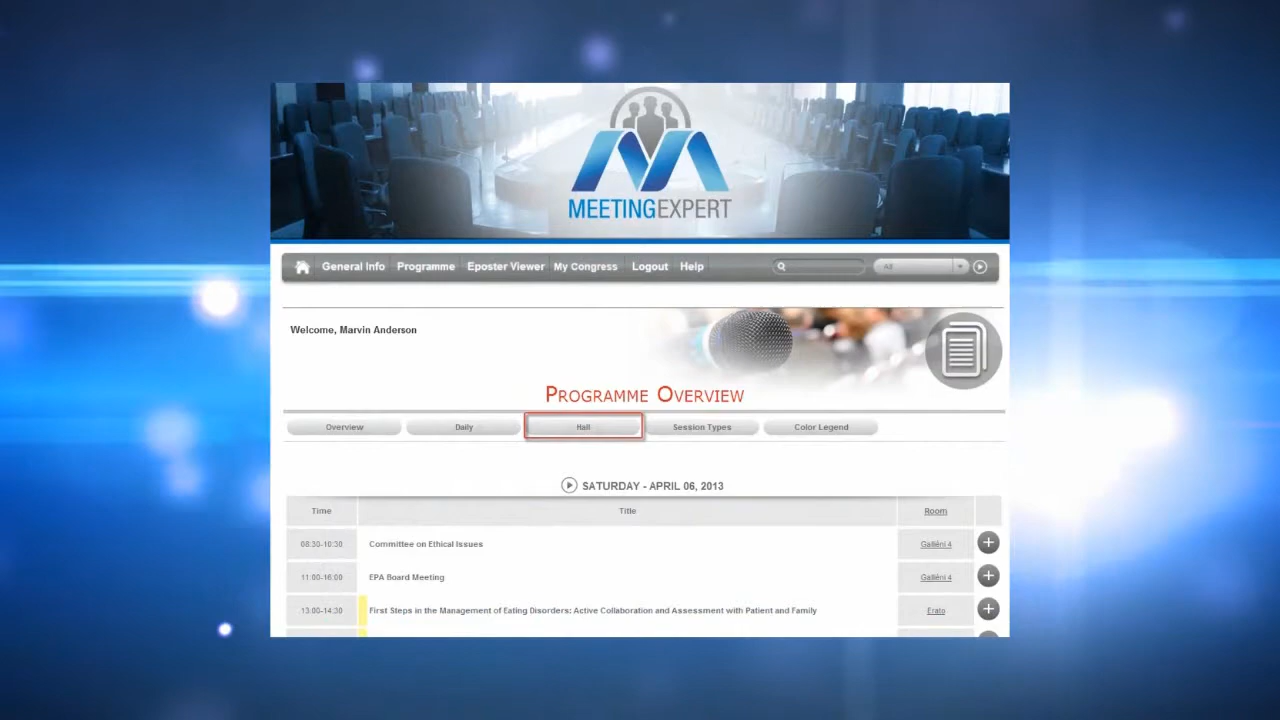 MEETINGEXPERT
General Info Programme Eposter Viewer My Congress Logout Help All
Welcome, Marvin Anderson
PROGRAMME OVERVIEW
Overview Daily Hall Session Types Color Legend
SATURDAY - APRIL 06, 2013
Time Title Room
08:30-10:30 Committee on Ethical Issues Galliéni 4
11:00-16:00 EPA Board Meeting Galliéni 4
13:00-14:30 First Steps in the Management of Eating Disorders: Active Collaboration and Assessment with Patient and Family Erato